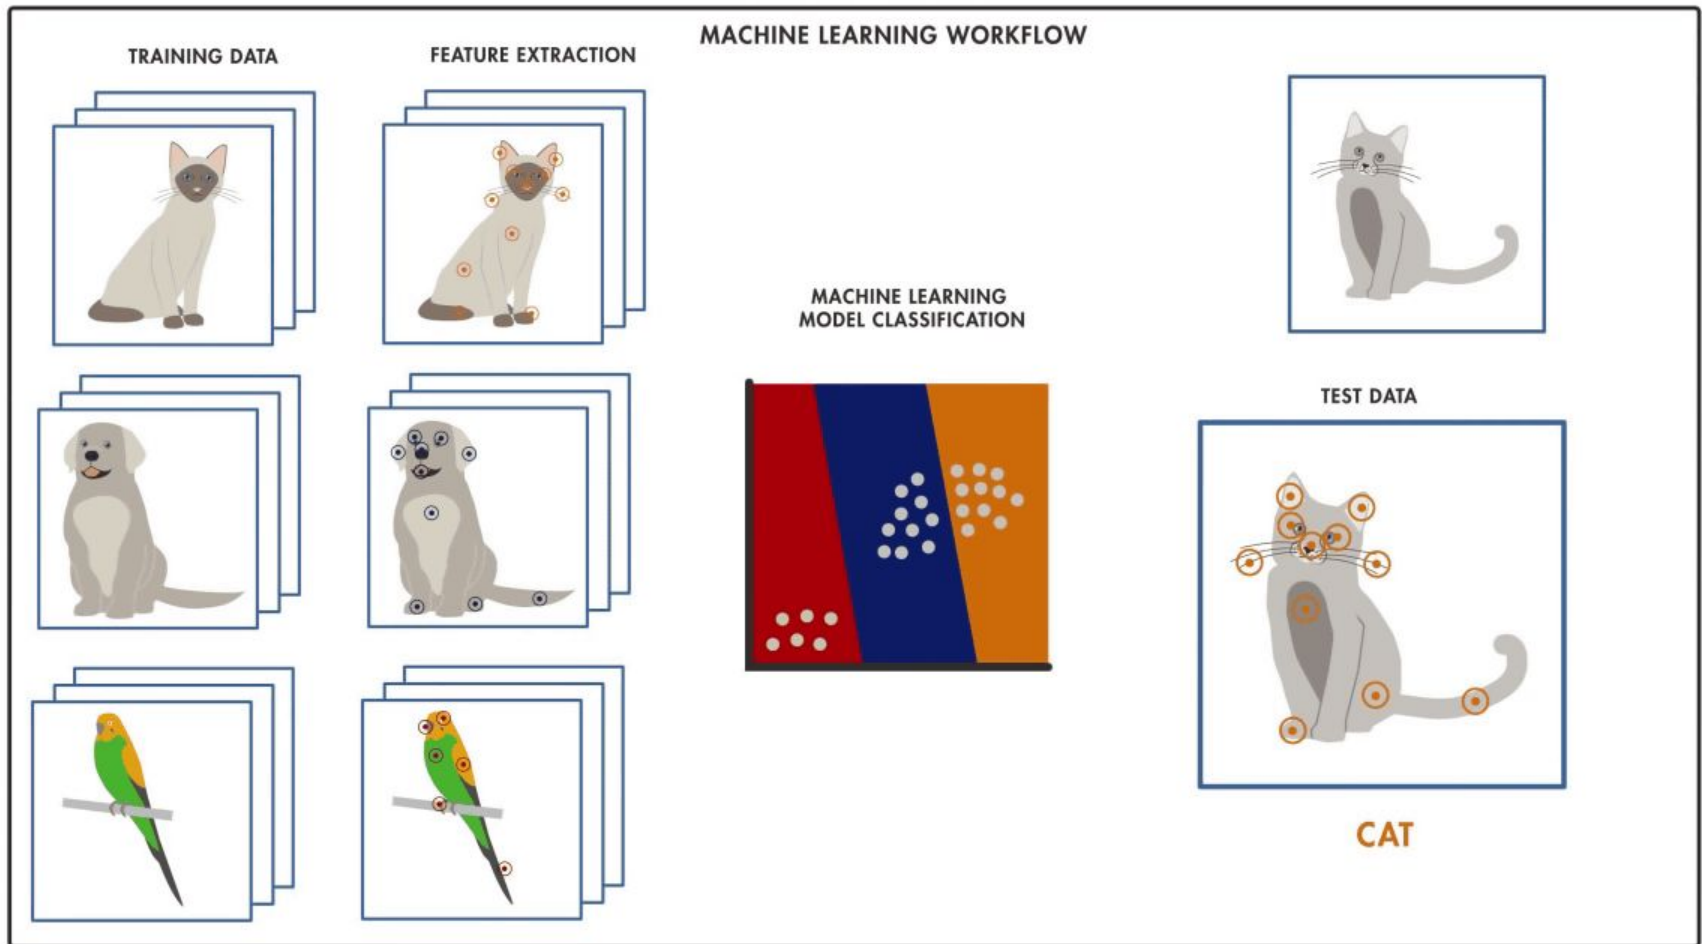 MACHINE LEARNING WORKFLOW
TRAINING DATA
FEATURE EXTRACTION
MACHINE LEARNING
MODEL CLASSIFICATION
TEST DATA
CAT